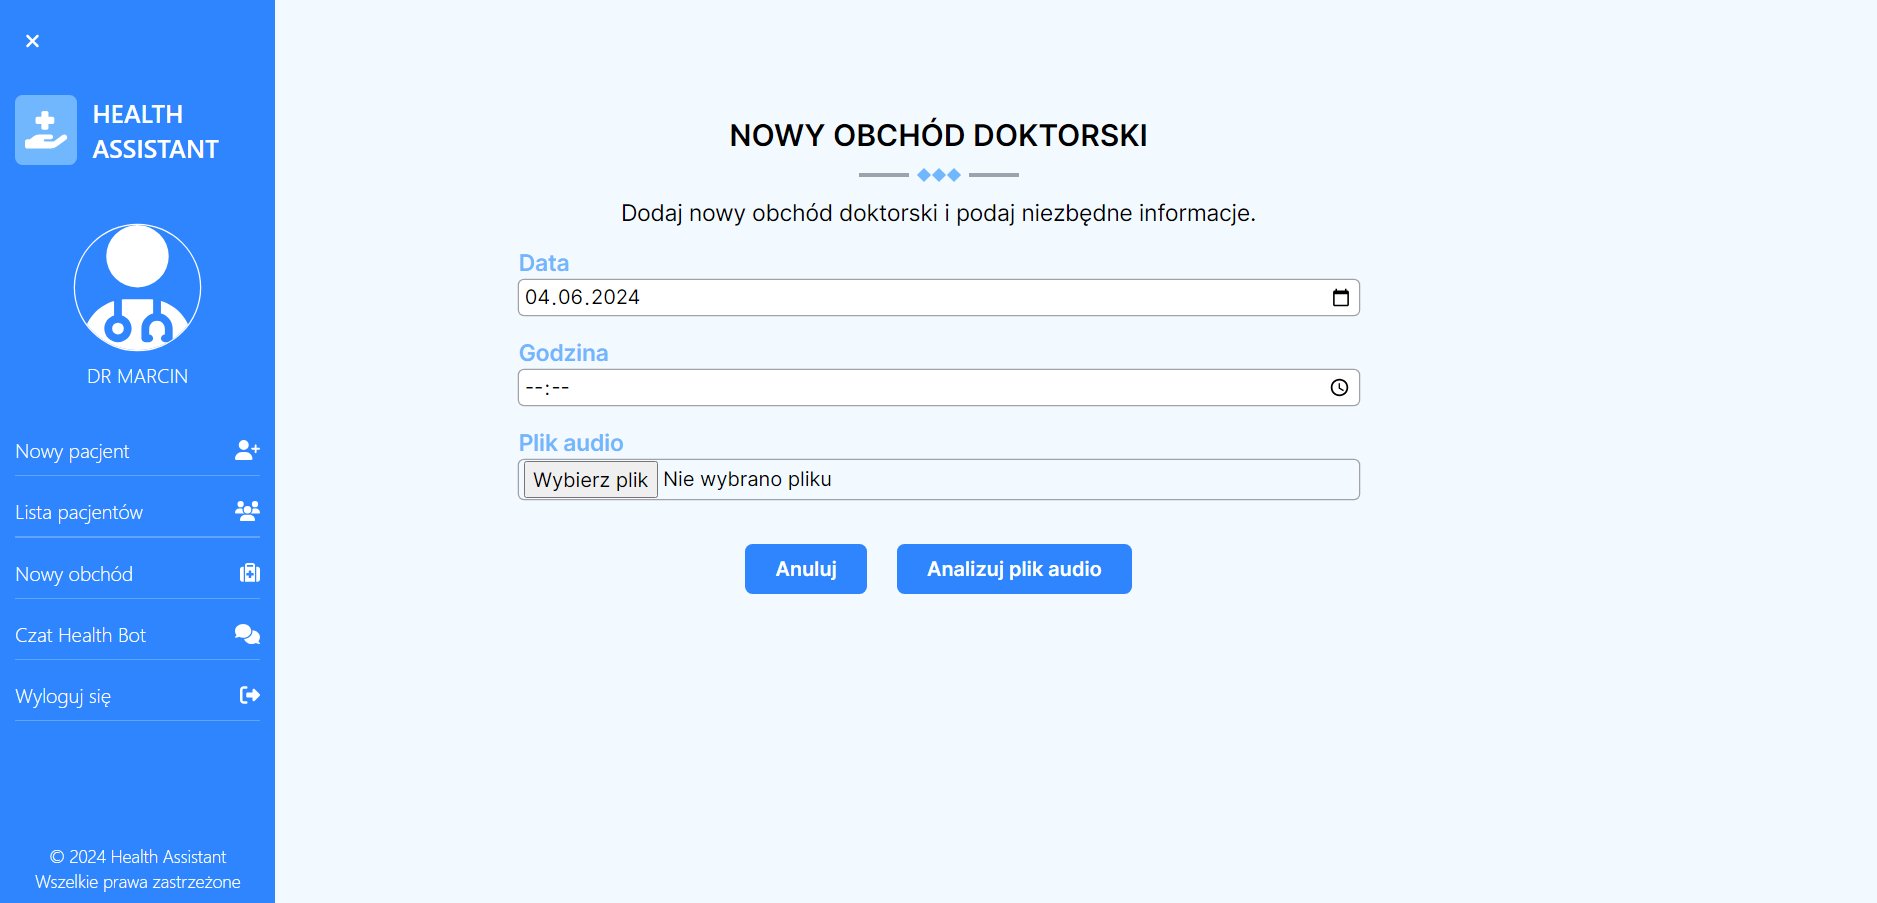 HEALTH
ASSISTANT
DR MARCIN
Nowy pacjent
Lista pacjentów
Nowy obchód
Czat Health Bot
Wyloguj się
© 2024 Health Assistant
Wszelkie prawa zastrzeżone
NOWY OBCHÓD DOKTORSKI
Dodaj nowy obchód doktorski i podaj niezbędne informacje.
Data
04.06.2024
Godzina
--:--
Plik audio
Wybierz plik Nie wybrano pliku
Anuluj Analizuj plik audio